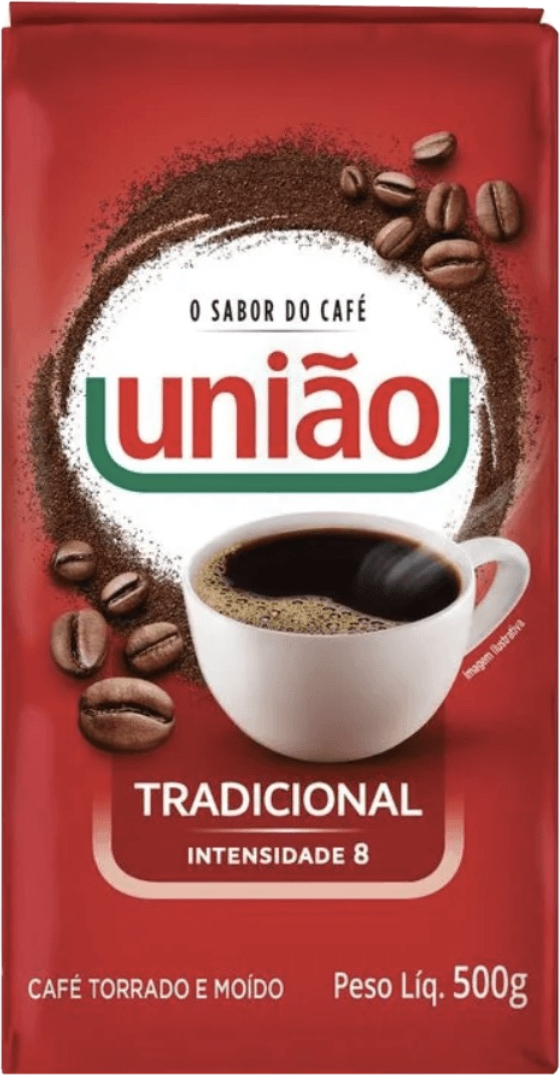 O SABOR DO CAFÉ
união
imagem ilustrativa
TRADICIONAL
INTENSIDADE 8
CAFÉ TORRADO E MOÍDO
Peso Líq. 500g